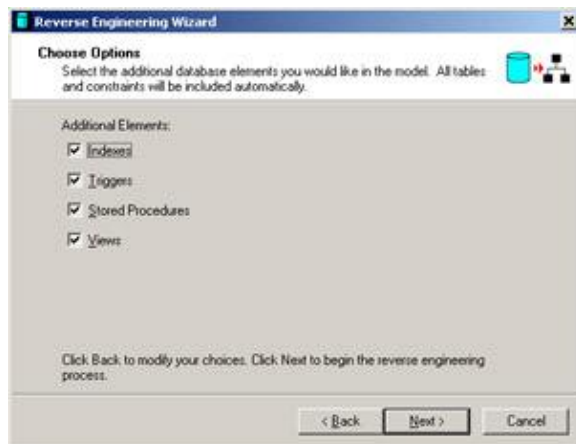 Reverse Engineering Wizard
Choose Options
Select the additional database elements you would like in the model. All tables
and constraints will be included automatically.
Additional Elements:
Indexes
Triggers
Stored Procedures
Views
Click Back to modify your choices. Click Next to begin the reverse engineering
process.
< Back Next > Cancel